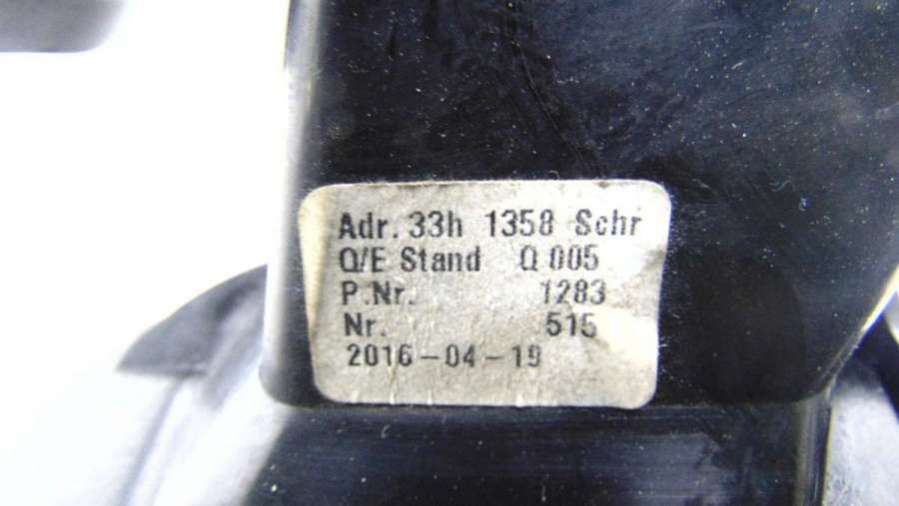 Adr. 33h 1358 Schr
Q/E Stand Q 005
P.Nr. 1283
Nr. 515
2016-04-19